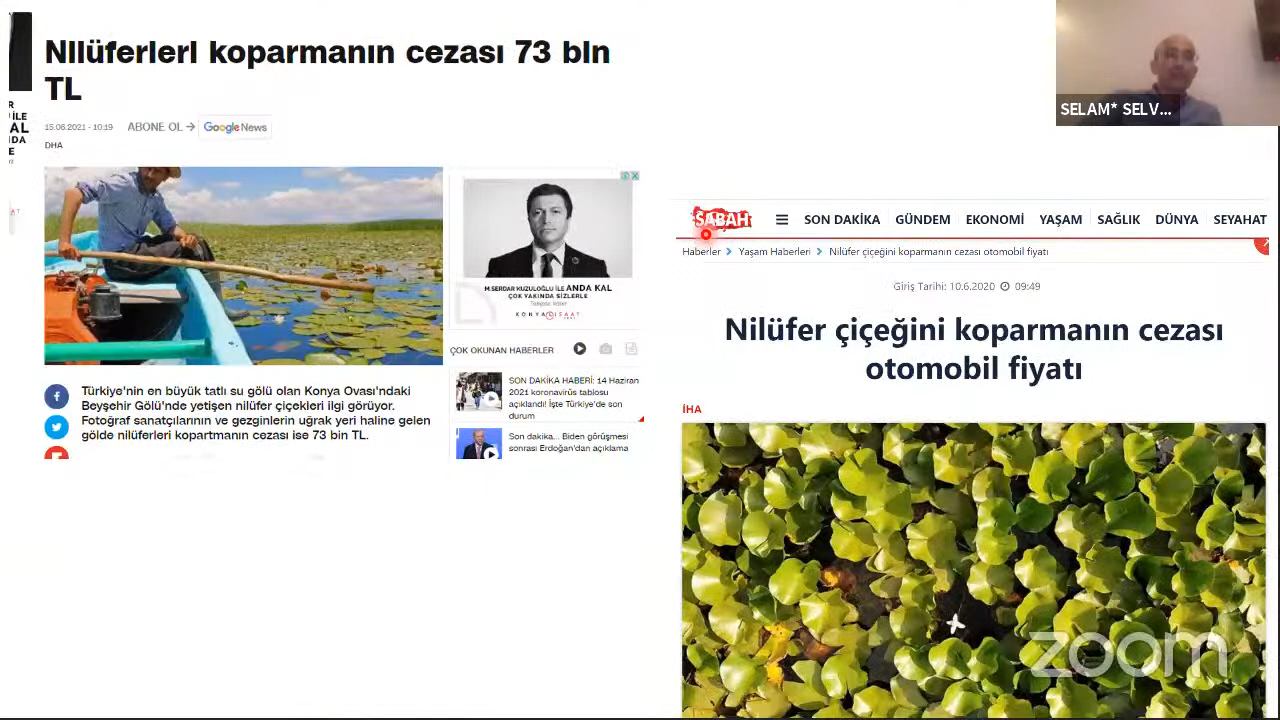 Nilüferleri koparmanın cezası 73 bin
TL
15.06.2021 - 10:19
ABONE OL →
Google News
DHA
R
İLE
AL
NDA
E
Türkiye'nin en büyük tatlı su gölü olan Konya Ovası'ndaki
Beyşehir Gölü'nde yetişen nilüfer çiçekleri ilgi görüyor.
Fotoğraf sanatçılarının ve gezginlerin uğrak yeri haline gelen
gölde nilüferleri kopartmanın cezası ise 73 bin TL.
M.SERDAR KUZULOĞLU İLE ANDA KAL
ÇOK YAKINDA SİZLERLE
ÇOK OKUNAN HABERLER
SON DAKİKA HABERİ: 14 Haziran
2021 koronavirüs tablosu
açıklandı! İşte Türkiye'de son
durum
Son dakika... Biden görüşmesi
sonrası Erdoğan'dan açıklama
SELAM* SELV...
SABAH
SON DAKİKA GÜNDEM EKONOMİ YAŞAM SAĞLIK DÜNYA SEYAHAT
Haberler > Yaşam Haberleri > Nilüfer çiçeğini koparmanın cezası otomobil fiyatı
Giriş Tarihi: 10.6.2020 09:49
Nilüfer çiçeğini koparmanın cezası
otomobil fiyatı
İHA
zoom